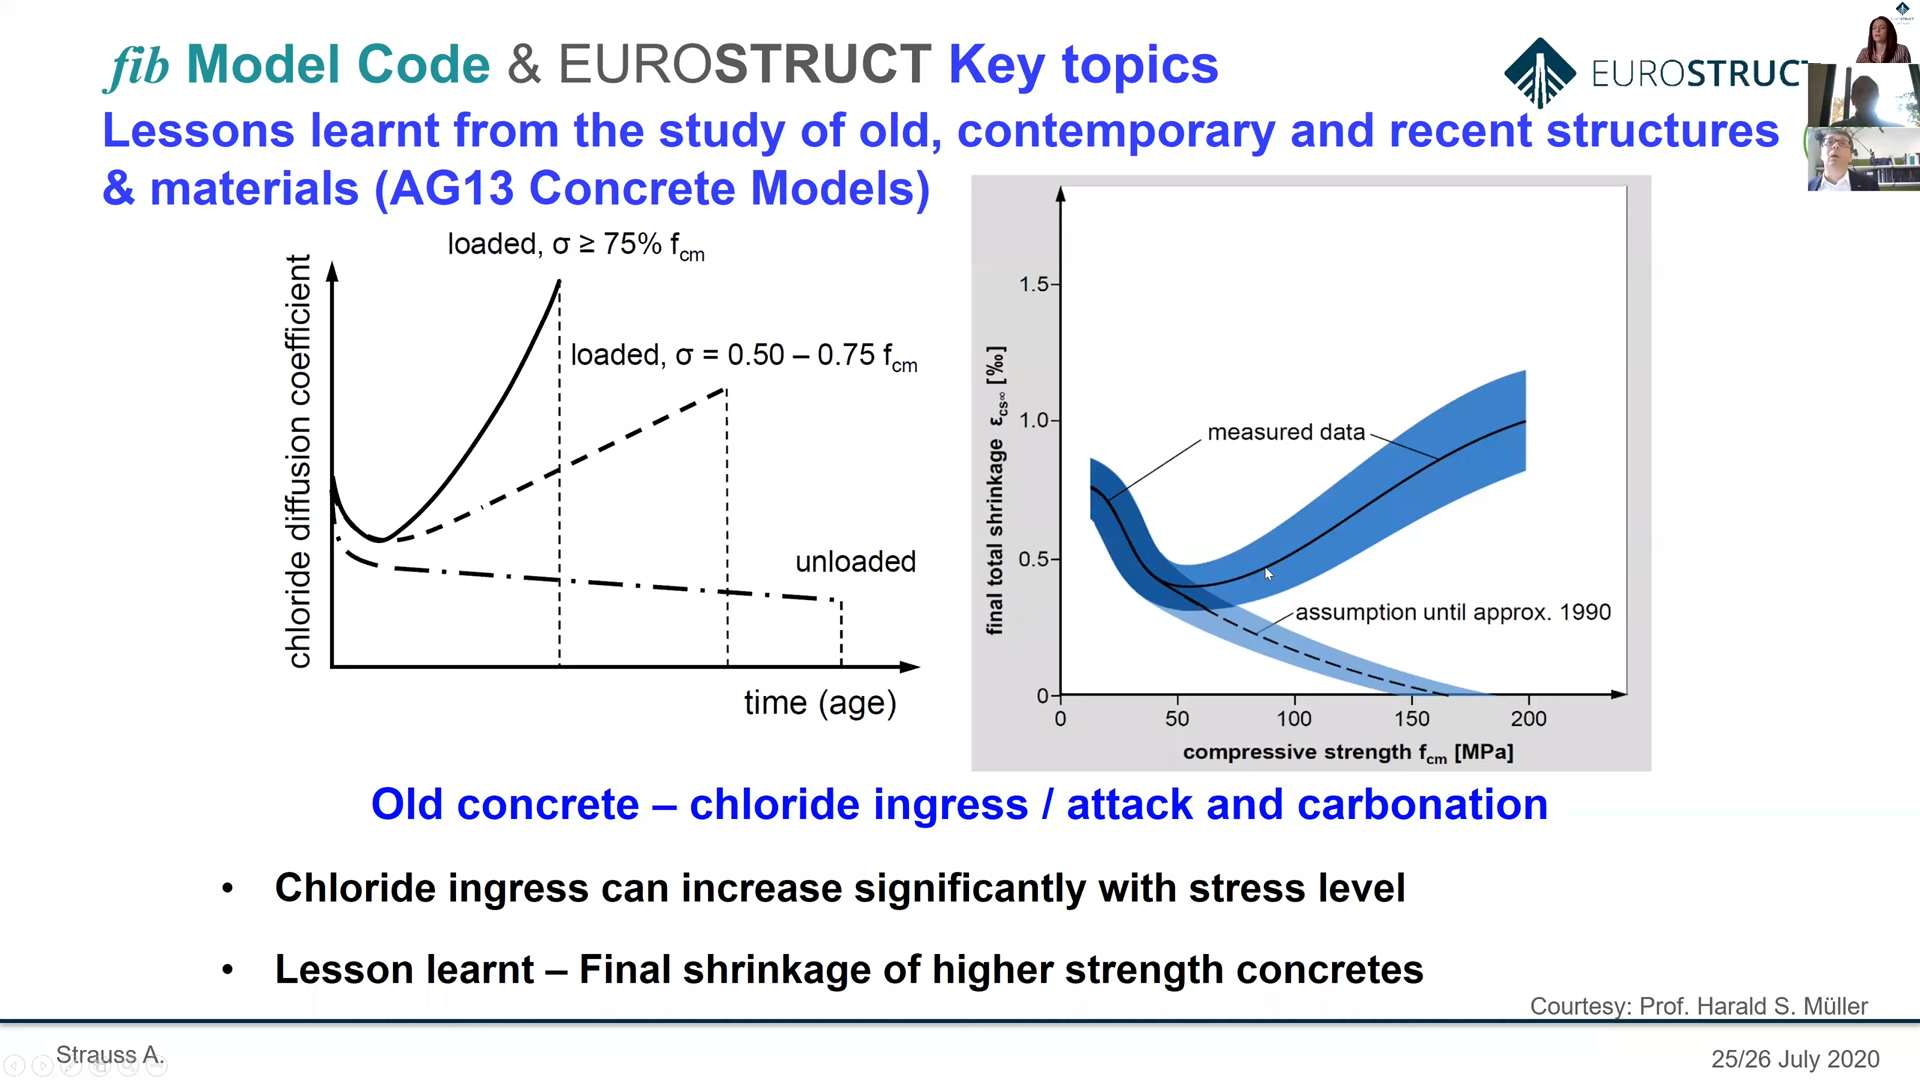 fib Model Code & EUROSTRUCT Key topics
EUROSTRUCT
Lessons learnt from the study of old, contemporary and recent structures
& materials (AG13 Concrete Models)
loaded, σ ≥ 75% fcm
loaded, σ = 0.50 – 0.75 fcm
unloaded
chloride diffusion coefficient
time (age)
final total shrinkage εcs∞ [‰]
1.5
1.0
0.5
0
measured data
assumption until approx. 1990
0 50 100 150 200
compressive strength fcm [MPa]
Old concrete – chloride ingress / attack and carbonation
• Chloride ingress can increase significantly with stress level
• Lesson learnt – Final shrinkage of higher strength concretes
Courtesy: Prof. Harald S. Müller
Strauss A.
25/26 July 2020